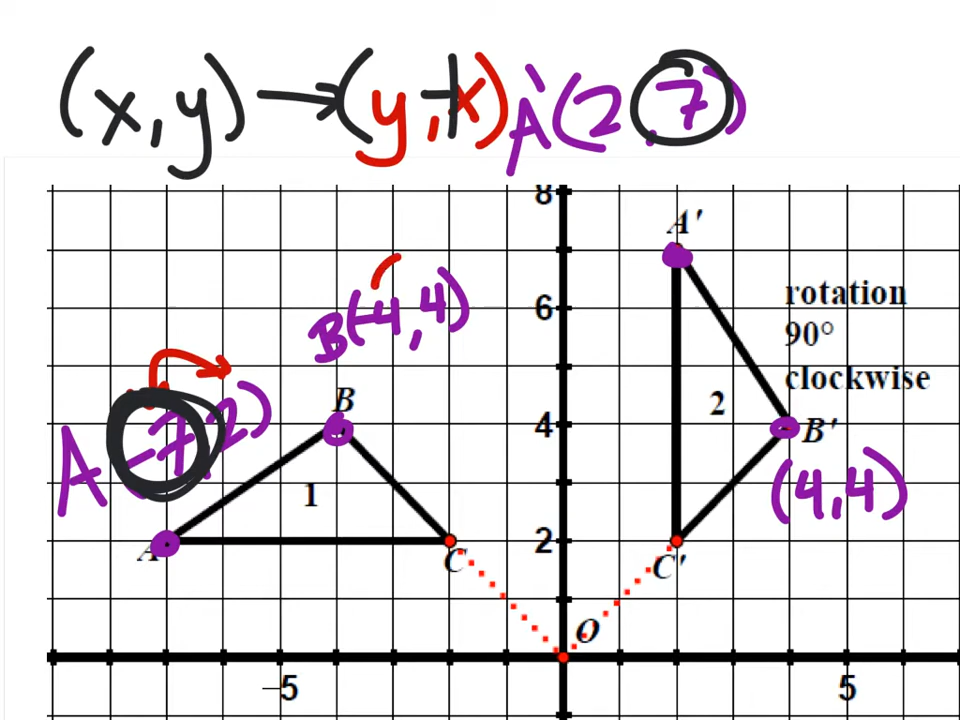 (x, y) → (y, -x) A'(2, 7)
8
A'
rotation
6
B(-4, 4)
90°
clockwise
A(-7, 2)
B
2
4
B'
(4, 4)
1
2
A
C
C'
O
-5
5